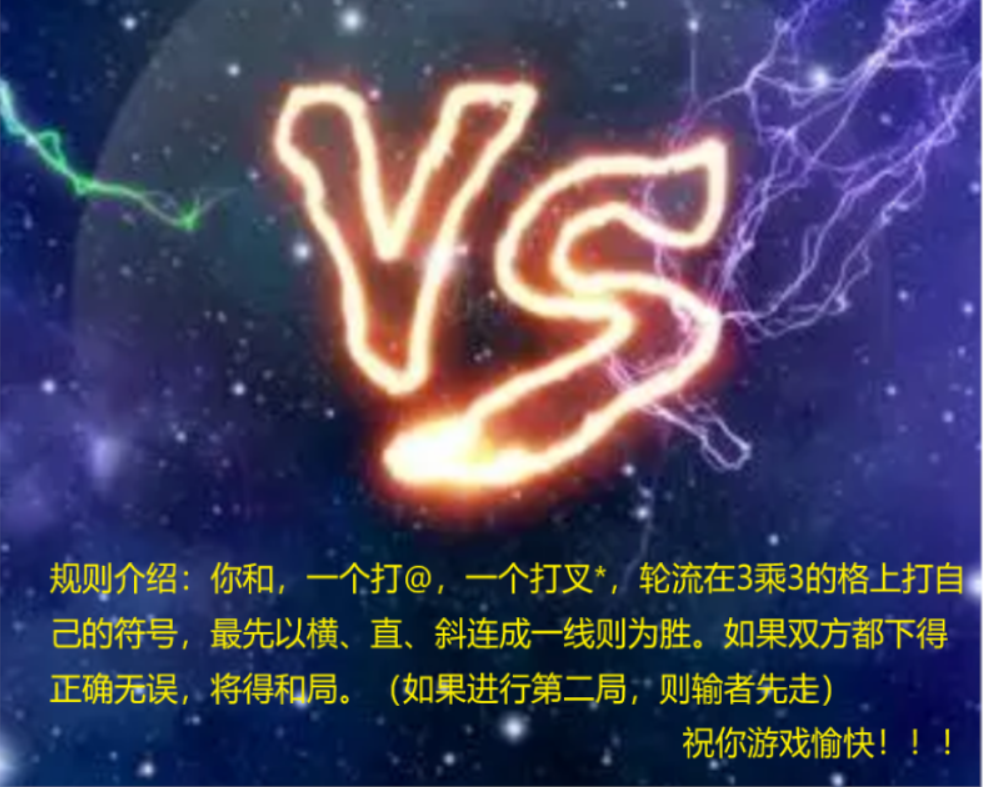 VS
规则介绍：你和，一个打@，一个打叉*，轮流在3乘3的格上打自
己的符号，最先以横、直、斜连成一线则为胜。如果双方都下得
正确无误，将得和局。（如果进行第二局，则输者先走）
祝你游戏愉快！！！